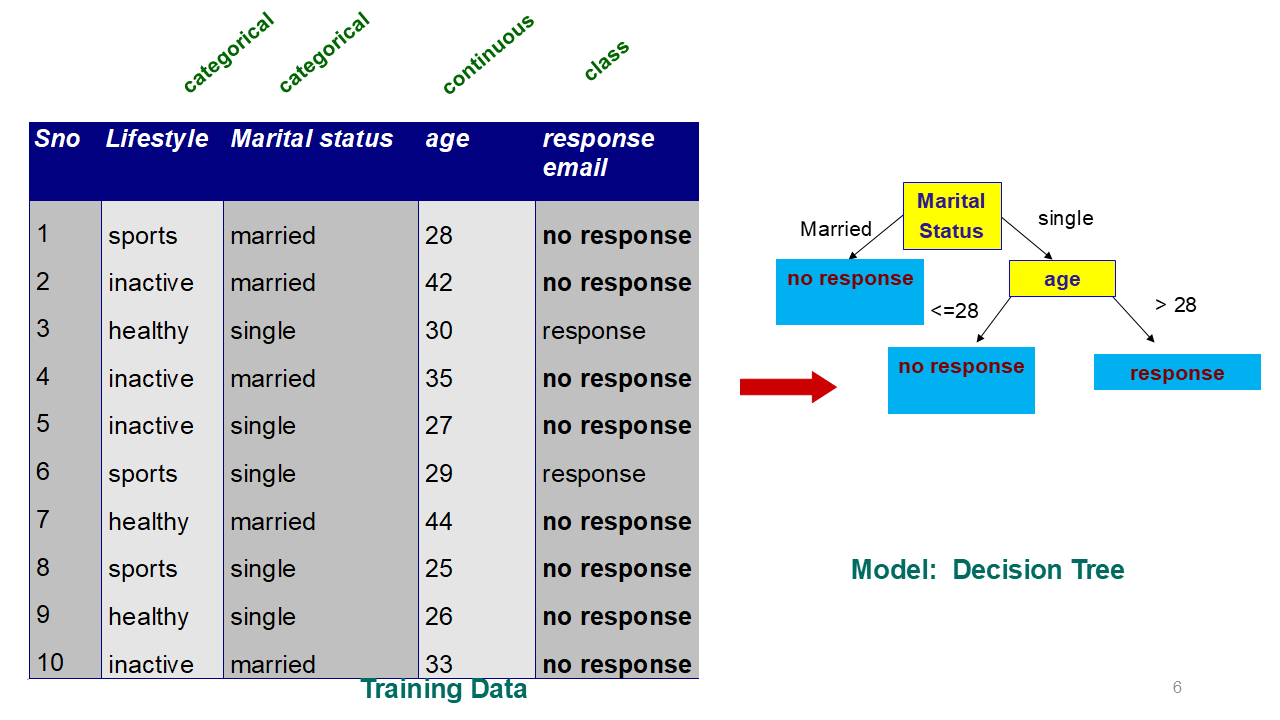 categorical
categorical
continuous
class
Sno Lifestyle Marital status age response
email
1 sports married 28 no response
2 inactive married 42 no response
3 healthy single 30 response
4 inactive married 35 no response
5 inactive single 27 no response
6 sports single 29 response
7 healthy married 44 no response
8 sports single 25 no response
9 healthy single 26 no response
10 inactive married 33 no response
Training Data
Marital
Status
Married
single
no response
age
<=28
> 28
no response
response
Model: Decision Tree
6